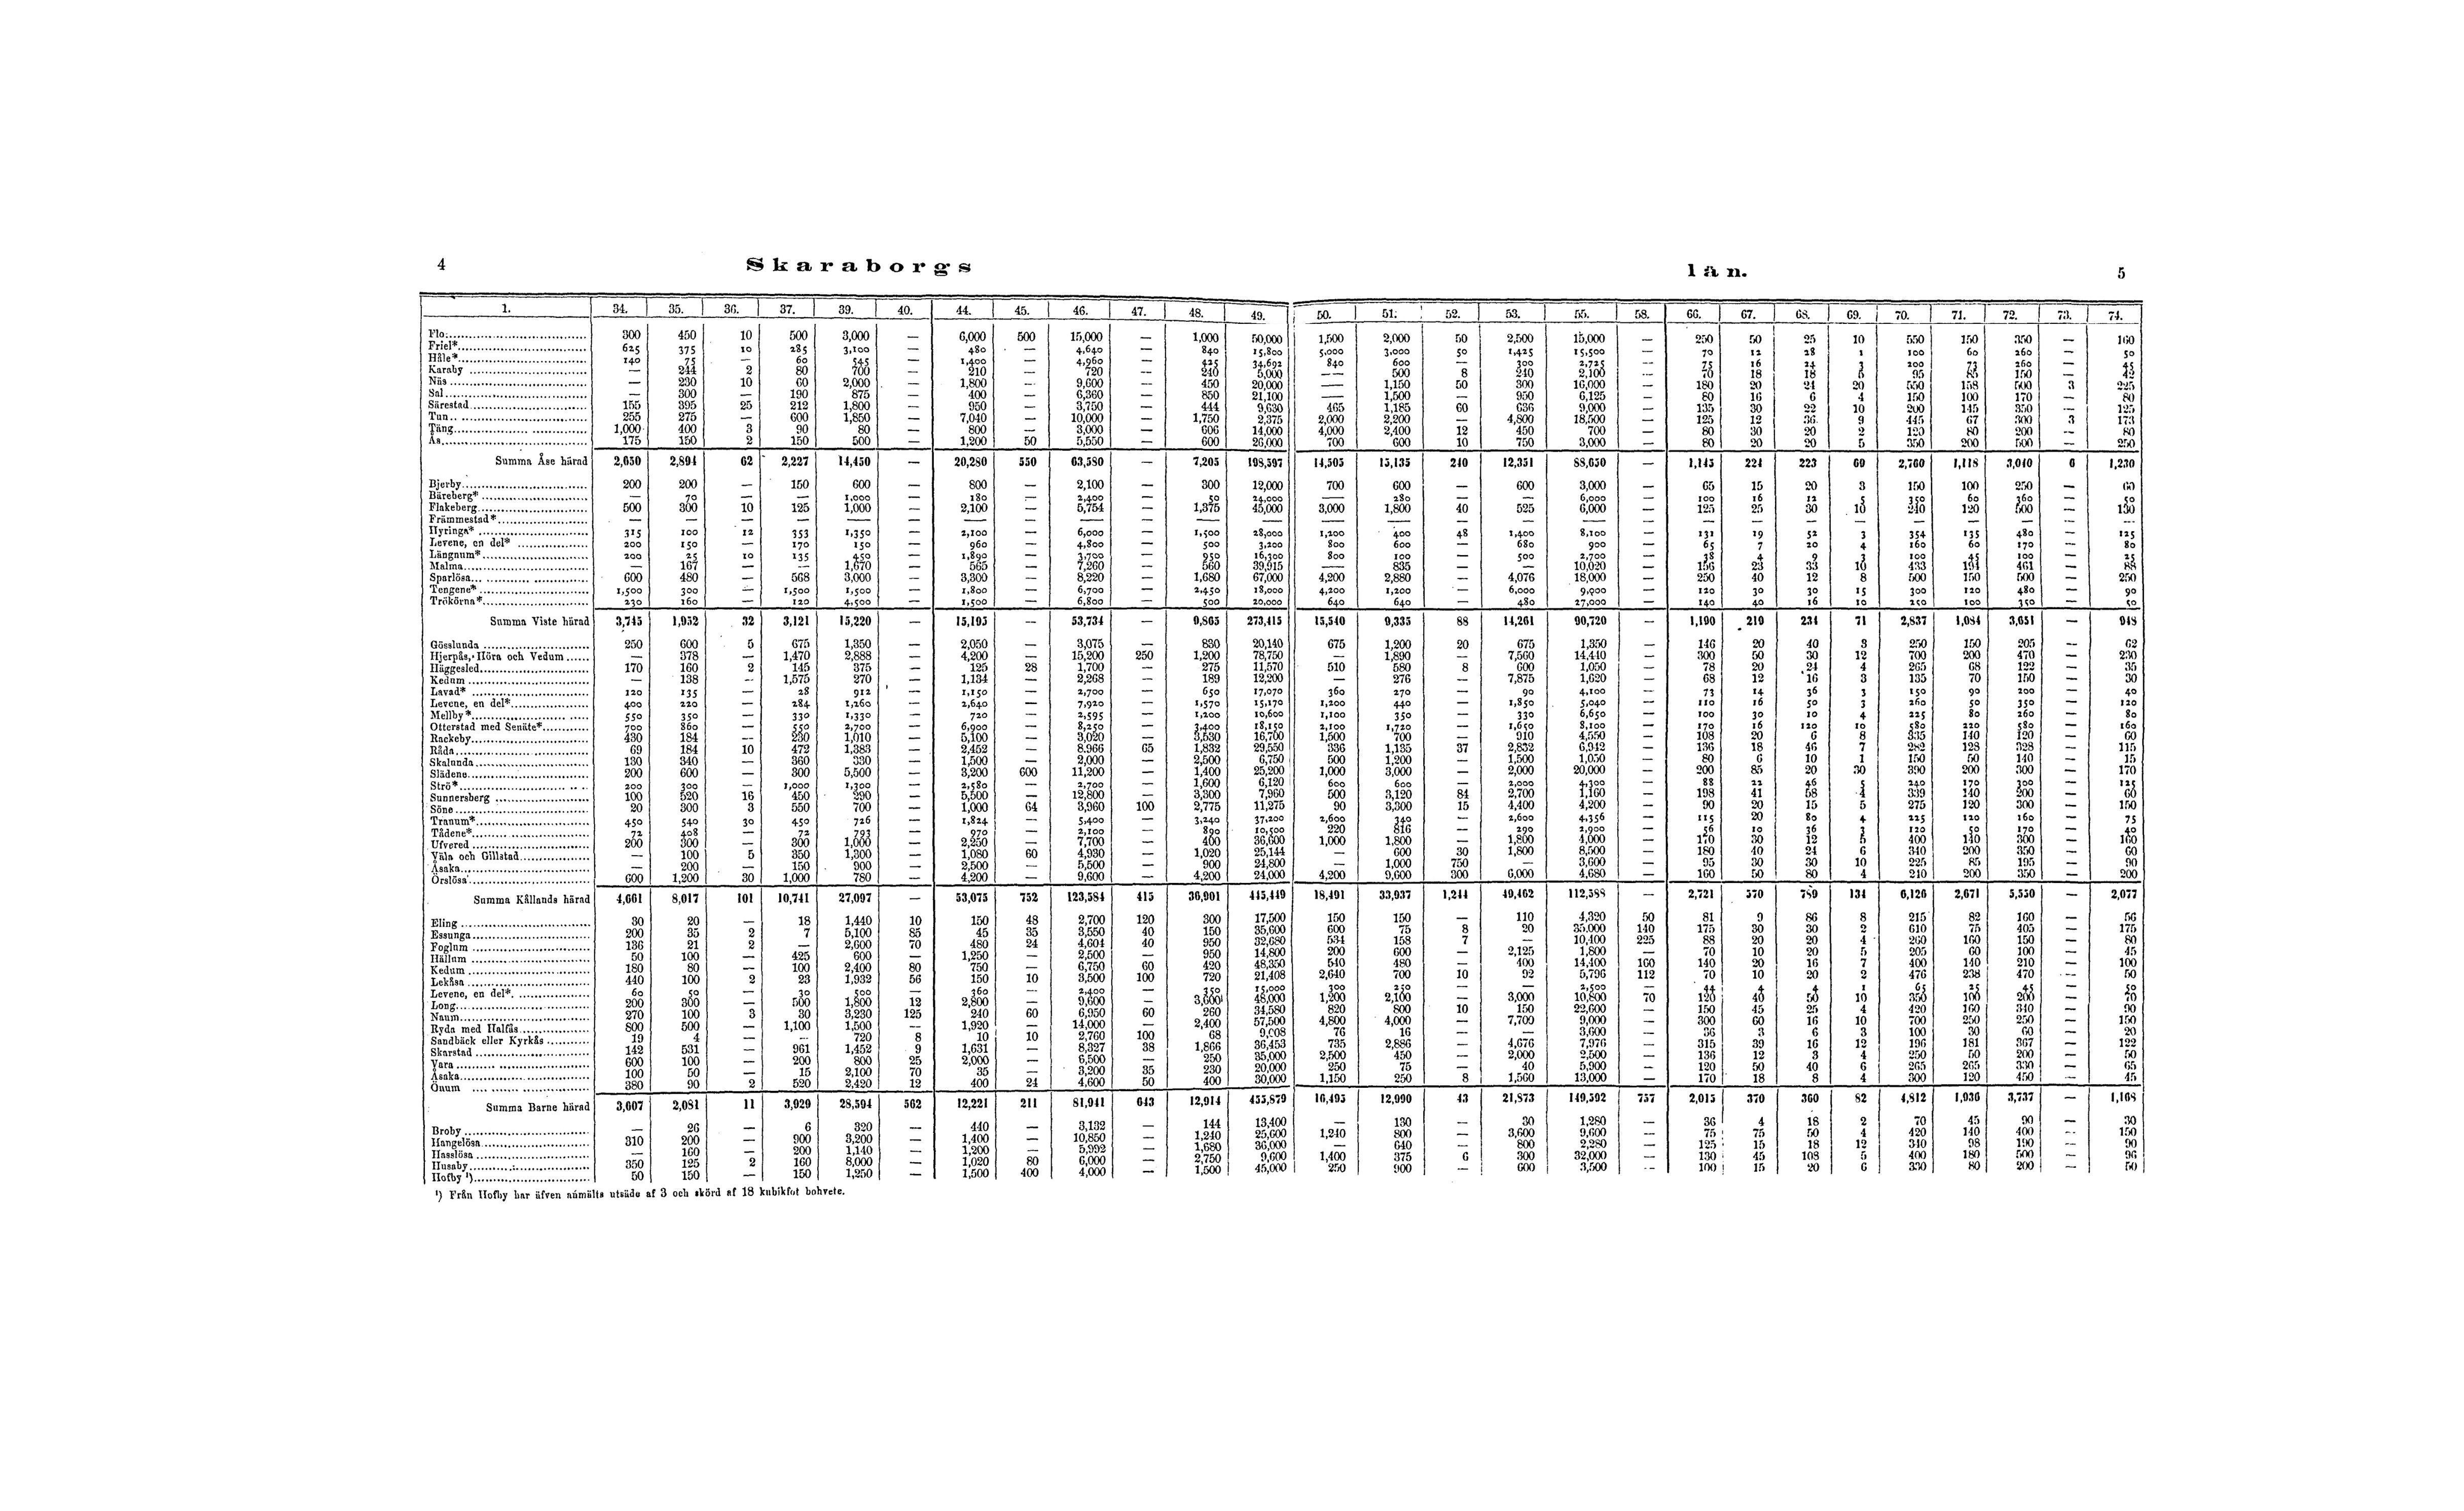 4 Skaraborgs län. 5
1. 34. 35. 36. 37. 39. 40. 44. 45. 46. 47. 48. 49. 50. 51. 52. 53. 55. 58. 66. 67. 68. 69. 70. 71. 72. 73. 74.
Flo 300 450 10 500 3,000 — 6,000 500 15,000 — 1,000 50,000 1,500 2,000 50 2,500 15,000 — 250 50 25 10 550 150 350 — 160
Friel* 625 375 10 285 3,100 — 480 — 4,640 — 840 15,800 5,000 3,000 50 1,425 15,500 — 70 12 28 1 100 60 260 — 50
Håle* 140 75 — 60 545 — 1,400 — 4,960 — 425 34,692 840 600 — 300 2,725 — 75 16 24 3 200 73 260 — 45
Karaby — 244 2 80 700 — 210 — 720 — 240 5,000 — 500 8 240 2,100 — 70 18 18 5 95 85 150 — 42
Näs — 230 10 60 2,000 — 1,800 — 9,600 — 450 20,000 — 1,150 50 300 16,000 — 180 20 24 20 550 158 500 3 225
Sal — 300 — 190 875 — 400 — 6,360 — 850 21,100 — 1,500 — 950 6,125 — 80 16 6 4 150 100 170 — 80
Särestad 155 395 25 212 1,800 — 950 — 3,750 — 444 9,630 465 1,185 60 636 9,000 — 135 30 22 10 200 145 350 — 125
Tun 255 275 — 600 1,850 — 7,040 — 10,000 — 1,750 2,375 2,000 2,200 — 4,800 18,500 — 125 12 36 9 445 67 300 3 173
Täng 1,000 400 3 90 80 — 800 — 3,000 — 606 14,000 4,000 2,400 12 450 700 — 80 30 20 2 120 80 200 — 80
Ås 175 150 2 150 500 — 1,200 50 5,550 — 600 26,000 700 600 10 750 3,000 — 80 20 20 5 350 200 500 — 250
Summa Åse härad 2,650 2,894 62 2,227 14,450 — 20,280 550 63,580 — 7,205 198,597 14,505 15,135 240 12,351 88,650 — 1,145 224 223 69 2,760 1,118 3,040 6 1,230
Bjerby 200 200 — 150 600 — 800 — 2,100 — 300 12,000 700 600 — 600 3,000 — 65 15 20 3 150 100 250 — 60
Bäreberg* — 70 — — 1,000 — 180 — 2,400 — 50 24,000 — 280 — — 6,000 — 100 16 12 5 350 60 360 — 50
Flakeberg 500 300 10 125 1,000 — 2,100 — 5,754 — 1,375 45,000 3,000 1,800 40 525 6,000 — 125 25 30 10 240 120 500 — 130
Främmestad* — — — — — — — — — — — — — — — — — — — — — — — — — — —
Hyringa* 315 100 12 353 1,350 — 2,100 — 6,000 — 1,500 28,000 1,200 400 48 1,400 8,100 — 131 19 52 3 354 135 480 — 125
Levene, en del* 200 150 — 170 150 — 960 — 4,800 — 500 3,200 800 600 — 680 900 — 65 7 20 4 160 60 170 — 80
Längnum* 200 25 10 135 450 — 1,890 — 3,700 — 950 16,300 800 100 — 500 2,700 — 38 4 9 3 100 45 100 — 25
Malma — 167 — — 1,670 — 565 — 7,260 — 560 39,915 — 835 — — 10,020 — 156 23 33 10 433 191 461 — 88
Sparlösa 600 480 — 568 3,000 — 3,300 — 8,220 — 1,680 67,000 4,200 2,880 — 4,076 18,000 — 250 40 12 8 500 150 500 — 250
Tengene* 1,500 300 — 1,500 1,500 — 1,800 — 6,700 — 2,450 18,000 4,200 1,200 — 6,000 9,000 — 120 30 30 15 300 120 480 — 90
Trökörna* 230 160 — 120 4,500 — 1,500 — 6,800 — 500 20,000 640 640 — 480 27,000 — 140 40 16 10 250 100 350 — 50
Summa Viste härad 3,745 1,952 32 3,121 15,220 — 15,195 — 53,734 — 9,865 273,415 15,540 9,335 88 14,261 90,720 — 1,190 219 234 71 2,837 1,084 3,651 — 948
Gösslunda 250 600 5 675 1,350 — 2,050 — 3,075 — 830 20,140 675 1,200 20 675 1,350 — 146 20 40 3 250 150 205 — 62
Hjerpås, Höra och Vedum — 378 — 1,470 2,888 — 4,200 — 15,200 250 1,200 78,750 — 1,890 — 7,560 14,440 — 300 50 30 12 700 200 470 — 230
Häggesled 170 160 2 145 375 — 125 28 1,700 — 275 11,570 510 580 8 600 1,050 — 78 20 24 4 265 68 122 — 35
Kedum — 138 — 1,575 270 — 1,134 — 2,268 — 189 12,200 — 276 — 7,875 1,620 — 68 12 16 3 135 70 150 — 30
Lavad* 120 135 — 28 912 — 1,150 — 2,700 — 650 17,070 360 270 — 90 4,100 — 73 14 36 3 150 90 200 — 40
Levene, en del* 400 220 — 284 1,260 — 2,640 — 7,920 — 1,570 15,170 1,200 440 — 1,850 5,040 — 110 16 50 3 260 50 350 — 120
Mellby* 550 350 — 330 1,330 — 720 — 2,595 — 1,200 10,600 1,100 350 — 330 6,650 — 100 30 10 4 225 80 260 — 80
Otterstad med Senäte* 700 860 — 550 2,700 — 6,900 — 8,250 — 3,400 18,150 2,100 1,720 — 1,650 8,100 — 170 16 120 10 580 220 580 — 160
Rackeby 430 184 — 230 1,010 — 5,100 — 3,020 — 3,530 16,700 1,500 700 — 910 4,550 — 108 20 6 8 335 140 120 — 60
Råda 69 184 10 472 1,383 — 2,452 — 8,966 65 1,832 29,550 336 1,135 37 2,832 6,942 — 136 18 46 7 282 128 328 — 115
Skalunda 130 340 — 360 330 — 1,500 — 2,000 — 2,500 6,750 500 1,200 — 1,500 1,050 — 80 6 10 1 150 50 140 — 15
Slädene 200 600 — 300 5,500 — 3,200 600 11,200 — 1,400 25,200 1,000 3,000 — 2,000 20,000 — 200 85 20 30 390 200 300 — 170
Strö* 200 300 — 1,000 1,300 — 2,580 — 2,700 — 1,600 6,120 600 600 — 2,000 4,300 — 88 22 46 5 240 170 300 — 125
Sunnersberg 100 520 16 450 290 — 5,500 — 12,800 — 3,300 7,960 500 3,120 84 2,700 1,160 — 198 41 58 4 339 140 200 — 60
Söne 20 300 3 550 700 — 1,000 64 3,960 100 2,775 11,275 90 3,300 15 4,400 4,200 — 90 20 15 5 275 120 300 — 150
Tranum* 450 540 30 450 726 — 1,824 — 5,400 — 3,240 37,200 2,600 340 — 2,600 4,356 — 115 20 80 4 225 120 160 — 75
Tådene* 72 408 — 72 793 — 970 — 2,100 — 890 10,500 220 816 — 290 2,900 — 56 10 36 3 120 50 170 — 40
Ufvered 200 300 — 300 1,000 — 2,250 — 7,700 — 400 36,600 1,000 1,800 — 1,800 4,000 — 170 30 12 5 400 140 300 — 160
Väla och Gillstad — 100 5 350 1,300 — 1,080 60 4,930 — 1,020 25,144 — 600 30 1,800 8,500 — 180 40 24 6 340 200 350 — 60
Åsaka — 200 — 150 900 — 2,500 — 5,500 — 900 24,800 — 1,000 750 — 3,600 — 95 30 30 10 225 85 195 — 90
Örslösa 600 1,200 30 1,000 780 — 4,200 — 9,600 — 4,200 24,000 4,200 9,600 300 6,000 4,680 — 160 50 80 4 210 200 350 — 200
Summa Kållands härad 4,661 8,017 101 10,741 27,097 — 53,075 752 123,584 415 36,901 445,449 18,491 33,937 1,244 49,462 112,588 — 2,721 570 789 134 6,126 2,671 5,550 — 2,077
Eling 30 20 — 18 1,440 10 150 48 2,700 120 300 17,500 150 150 — 110 4,320 50 81 9 86 8 215 82 160 — 56
Essunga 200 35 2 7 5,100 85 45 35 3,550 40 150 35,600 600 75 8 20 35,000 140 175 30 30 2 610 75 405 — 175
Foglum 136 21 2 — 2,600 70 480 24 4,604 40 950 32,680 534 158 7 — 10,400 225 88 20 20 4 260 160 150 — 80
Hällum 50 100 — 425 600 — 1,250 — 2,500 — 950 14,800 200 600 — 2,125 1,800 — 70 10 20 5 205 60 100 — 45
Kedum 180 80 — 100 2,400 80 750 — 6,750 60 420 48,350 540 480 — 400 14,400 160 140 20 16 7 400 140 210 — 100
Lekåsa 440 100 2 23 1,932 56 150 10 3,500 100 720 21,408 2,640 700 10 92 5,796 112 70 10 20 2 476 238 470 — 50
Levene, en del* 60 50 — 30 500 — 360 — 2,400 — 350 15,000 300 250 — — 2,500 — 44 4 4 1 65 25 45 — 50
Long 200 300 — 500 1,800 12 2,800 — 9,600 — 3,600 48,000 1,200 2,100 — 3,000 10,800 70 120 40 50 10 350 100 200 — 70
Naum 270 100 3 30 3,230 125 240 60 6,950 60 260 34,580 820 800 10 150 22,600 — 150 45 25 4 420 160 340 — 90
Ryda med Halfås 800 500 — 1,100 1,500 — 1,920 — 14,000 — 2,400 57,500 4,800 4,000 — 7,700 9,000 — 300 60 16 10 700 250 250 — 150
Sandbäck eller Kyrkås 19 4 — — 720 8 10 10 2,760 100 68 9,608 76 16 — — 3,600 — 36 3 6 3 100 30 60 — 20
Skarstad 142 531 — 961 1,452 9 1,631 — 8,327 38 1,866 36,453 735 2,886 — 4,676 7,976 — 315 39 16 12 196 181 367 — 122
Vara 600 100 — 200 800 25 2,000 — 6,500 — 250 35,000 2,500 450 — 2,000 2,500 — 136 12 3 4 250 50 200 — 50
Åsaka 100 50 — 15 2,100 70 35 — 3,200 35 230 20,000 250 75 — 40 5,900 — 120 50 40 6 265 265 330 — 65
Önum 380 90 2 520 2,420 12 400 24 4,600 50 400 30,000 1,150 250 8 1,560 13,000 — 170 18 8 4 300 120 450 — 45
Summa Barne härad 3,607 2,081 11 3,929 28,594 562 12,221 211 81,941 643 12,914 455,879 16,495 12,990 43 21,873 149,592 757 2,015 370 360 82 4,812 1,936 3,737 — 1,168
Broby — 26 — 6 320 — 440 — 3,132 — 144 13,400 — 130 — 30 1,280 — 36 4 18 2 70 45 90 — 30
Hangelösa 310 200 — 900 3,200 — 1,400 — 10,850 — 1,240 25,600 1,240 800 — 3,600 9,600 — 75 75 50 4 420 140 400 — 150
Hasslösa — 160 — 200 1,140 — 1,200 — 5,992 — 1,680 36,000 — 640 — 800 2,280 — 125 15 18 12 340 98 190 — 90
Husaby 350 125 2 160 8,000 — 1,020 80 6,000 — 2,750 9,600 1,400 375 6 300 32,000 — 130 45 108 5 400 180 500 — 96
Hofby ¹) 50 150 — 150 1,250 — 1,500 400 4,000 — 1,500 45,000 250 900 — 600 3,500 — 100 15 20 6 330 80 200 — 50
¹) Från Hofby har äfven anmälts utsäde af 3 och skörd af 18 kubikfot bohvete.